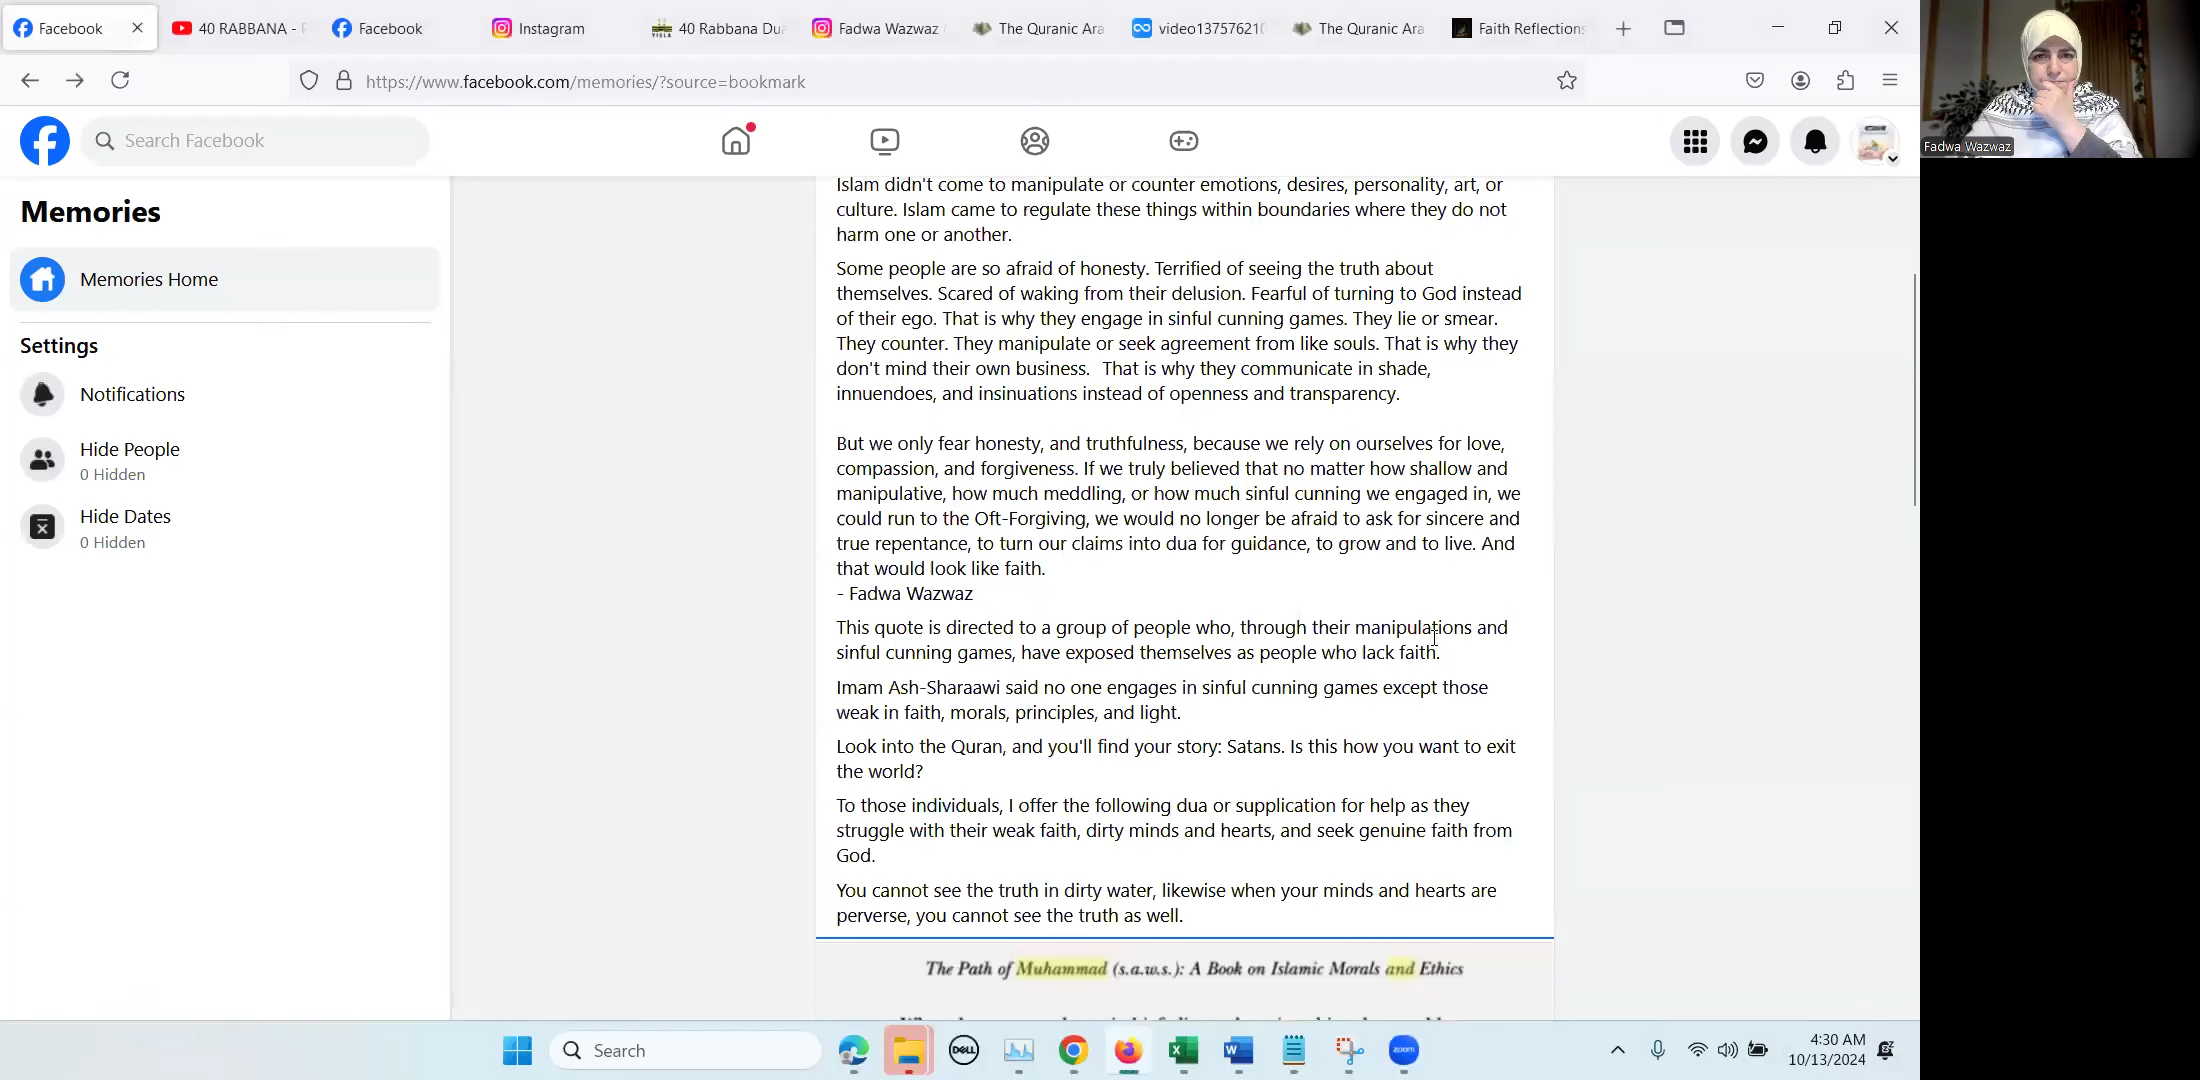 Facebook
40 RABBANA -
Facebook
Instagram
40 Rabbana Dua
Fadwa Wazwaz
The Quranic Ara
video137576210
The Quranic Ara
Faith Reflections
https://www.facebook.com/memories/?source=bookmark
Fadwa Wazwaz
Search Facebook
Memories
Memories Home
Settings
Notifications
Hide People
0 Hidden
Hide Dates
0 Hidden
Islam didn't come to manipulate or counter emotions, desires, personality, art, or
culture. Islam came to regulate these things within boundaries where they do not
harm one or another.
Some people are so afraid of honesty. Terrified of seeing the truth about
themselves. Scared of waking from their delusion. Fearful of turning to God instead
of their ego. That is why they engage in sinful cunning games. They lie or smear.
They counter. They manipulate or seek agreement from like souls. That is why they
don't mind their own business. That is why they communicate in shade,
innuendoes, and insinuations instead of openness and transparency.
But we only fear honesty, and truthfulness, because we rely on ourselves for love,
compassion, and forgiveness. If we truly believed that no matter how shallow and
manipulative, how much meddling, or how much sinful cunning we engaged in, we
could run to the Oft-Forgiving, we would no longer be afraid to ask for sincere and
true repentance, to turn our claims into dua for guidance, to grow and to live. And
that would look like faith.
- Fadwa Wazwaz
This quote is directed to a group of people who, through their manipulations and
sinful cunning games, have exposed themselves as people who lack faith.
Imam Ash-Sharaawi said no one engages in sinful cunning games except those
weak in faith, morals, principles, and light.
Look into the Quran, and you'll find your story: Satans. Is this how you want to exit
the world?
To those individuals, I offer the following dua or supplication for help as they
struggle with their weak faith, dirty minds and hearts, and seek genuine faith from
God.
You cannot see the truth in dirty water, likewise when your minds and hearts are
perverse, you cannot see the truth as well.
The Path of Muhammad (s.a.w.s.): A Book on Islamic Morals and Ethics
Search
DELL
zoom
4:30 AM
10/13/2024